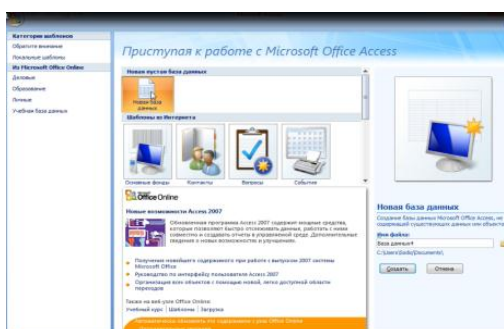 Категории шаблонов
Обратите внимание
Локальные шаблоны
Из Microsoft Office Online
Деловые
Образование
Личные
Учебная база данных
Приступая к работе с Microsoft Office Access
Новая пустая база данных
Новая база
данных
Шаблоны из Интернета
Основные фонды
Контакты
Вопросы
События
Office Online
Новые возможности Access 2007
Обновленная программа Access 2007 содержит мощные средства,
которые позволяют быстро отслеживать данные, работать с ними
совместно и создавать отчеты в управляемой среде. Дополнительные
сведения о новых возможностях и улучшениях.
Получение новейшего содержимого при работе с выпуском 2007 системы
Microsoft Office
Руководство по интерфейсу пользователя Access 2007
Организация всех объектов с помощью новой, легко доступной области
переходов
Также на веб-узле Office Online:
Учебный курс | Шаблоны | Загрузка
Новая база данных
Создание базы данных Microsoft Office Access, не
содержащей существующих данных или объектов
Имя файла:
База данных4
Создать
Отмена